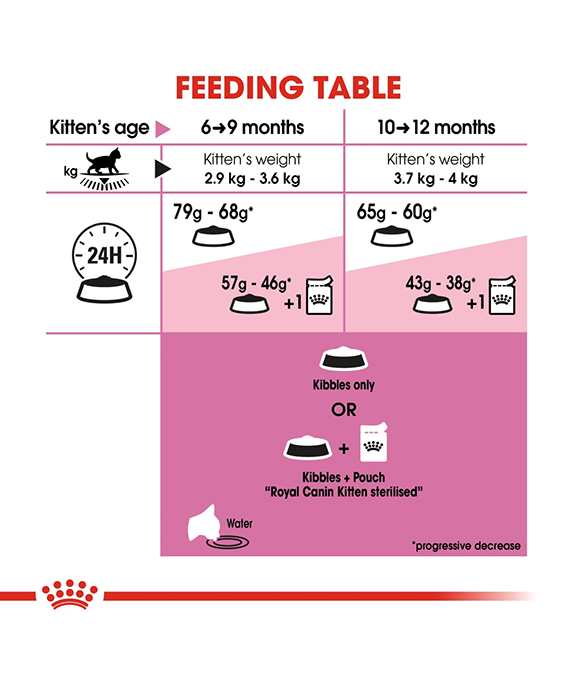 FEEDING TABLE
Kitten's age
6➔9 months
10➔12 months
kg
Kitten's weight
2.9 kg - 3.6 kg
Kitten's weight
3.7 kg - 4 kg
24H
79g - 68g*
65g - 60g*
57g - 46g*
+1
43g - 38g*
+1
Kibbles only
OR
+
Kibbles + Pouch
“Royal Canin Kitten sterilised”
Water
*progressive decrease